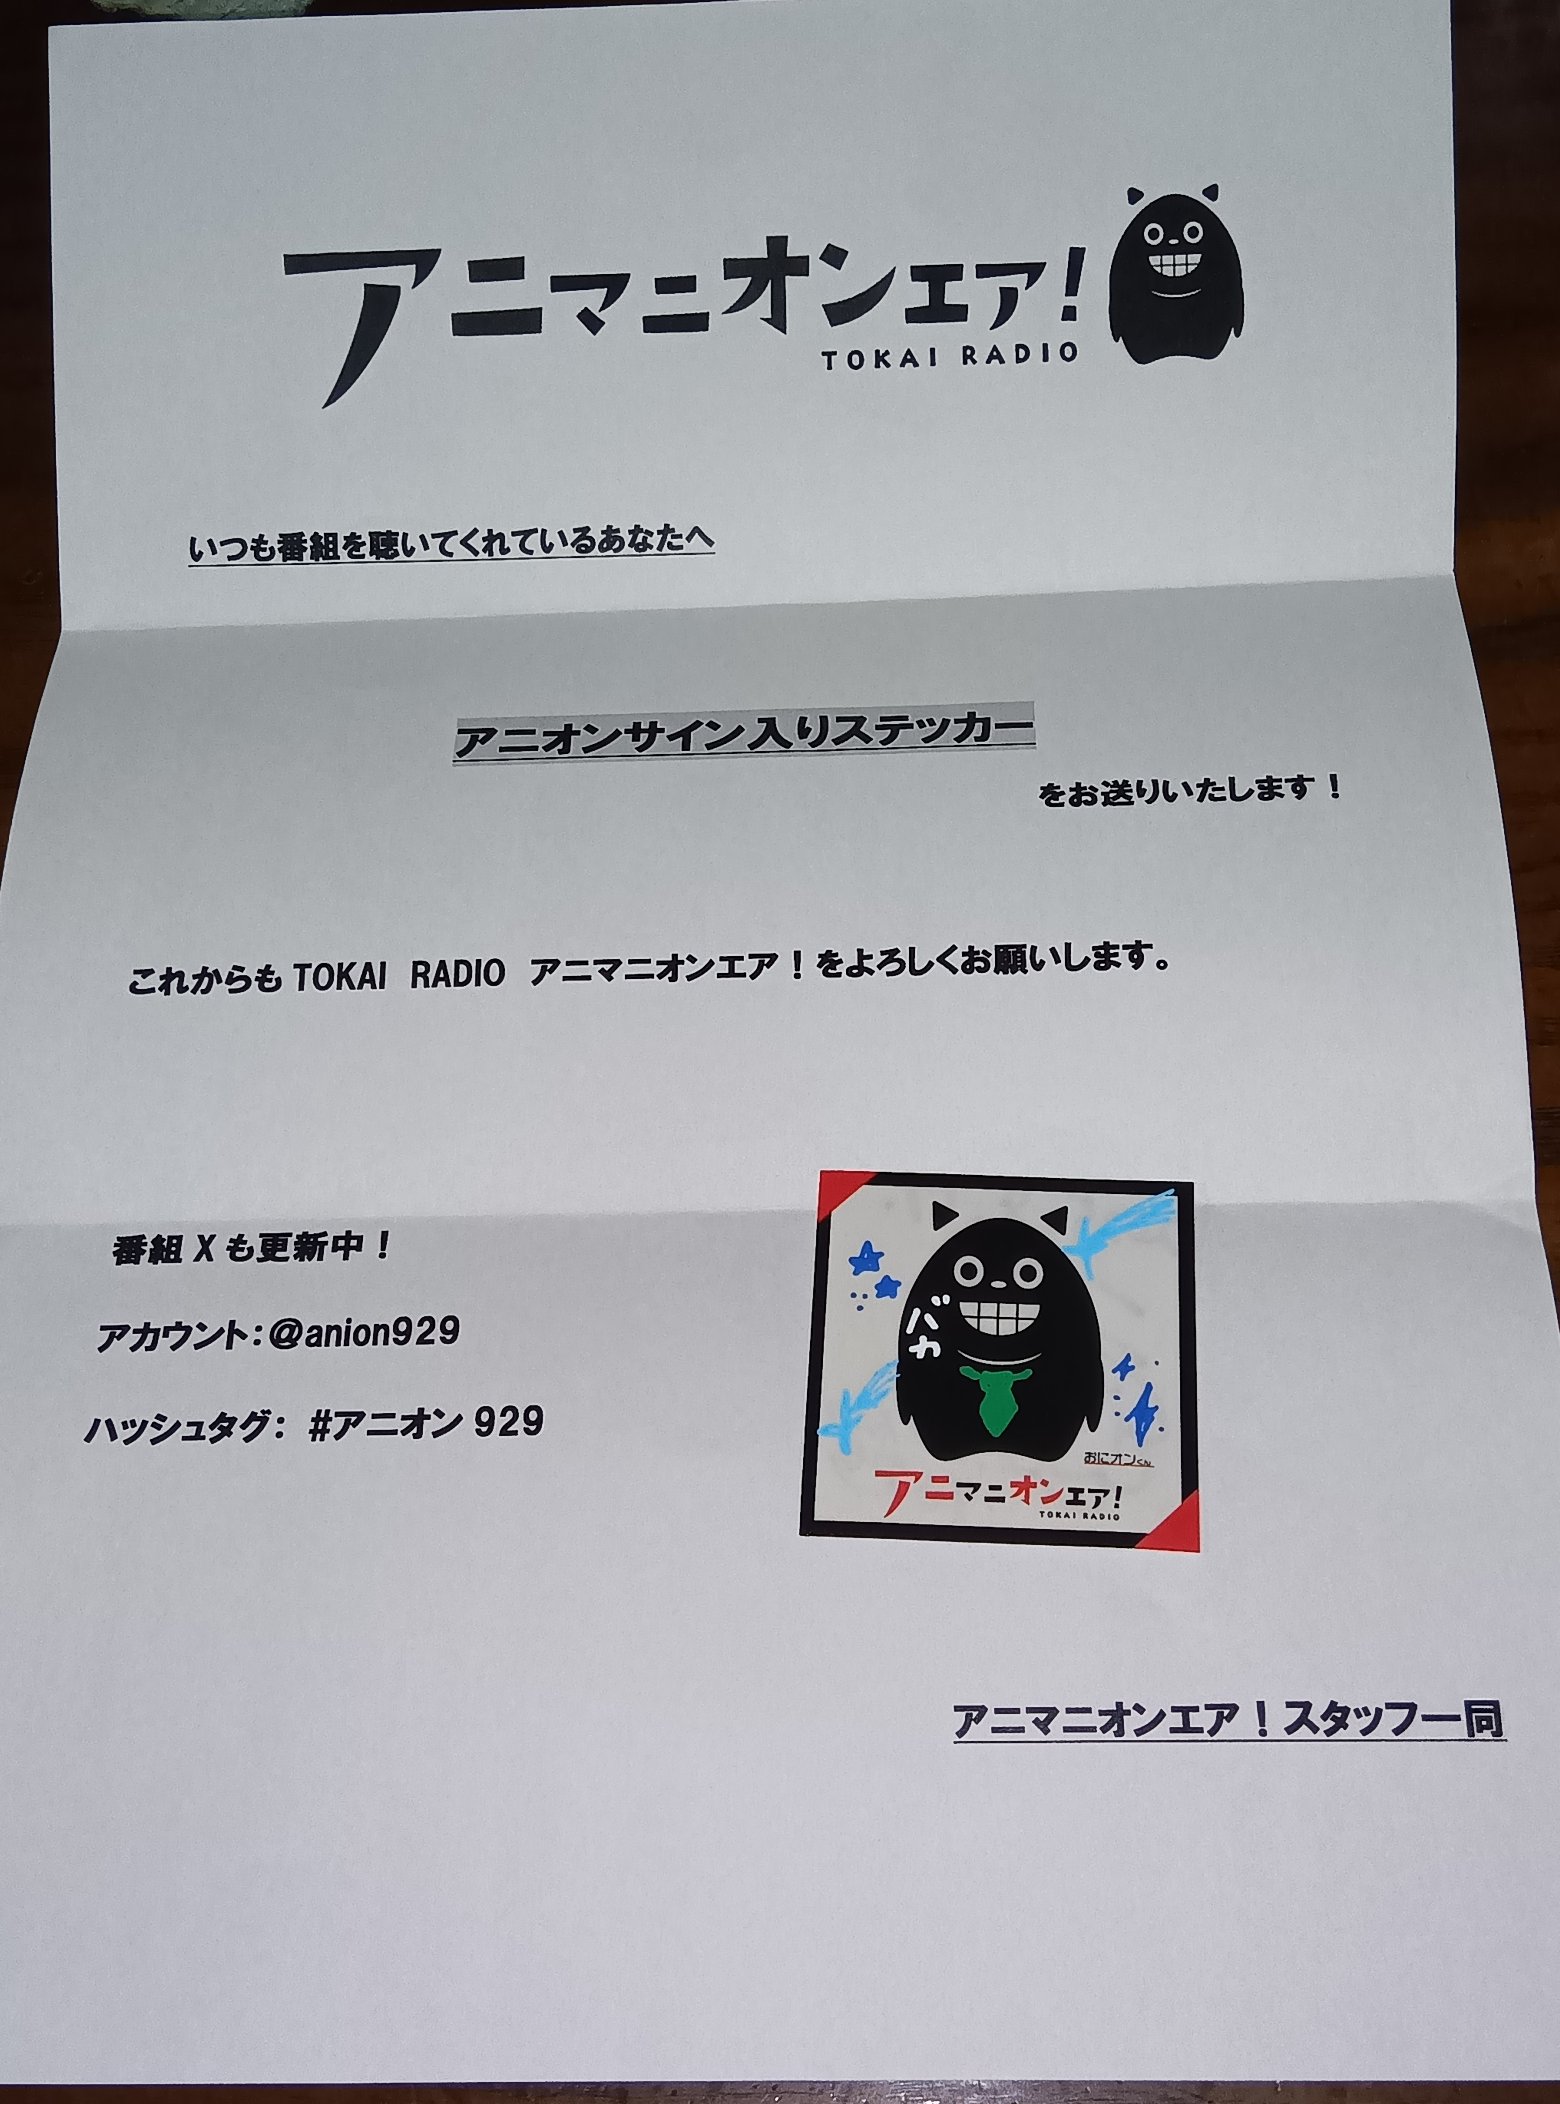 アニマニオンエア!
TOKAI RADIO
いつも番組を聴いてくれているあなたへ
アニオンサイン入りステッカー
をお送りいたします！
これからも TOKAI RADIO アニマニオンエア！をよろしくお願いします。
番組 X も更新中！
アカウント：@anion929
ハッシュタグ： #アニオン 929
バカ
おにオンくん
アニマニオンエア!
TOKAI RADIO
アニマニオンエア！スタッフ一同